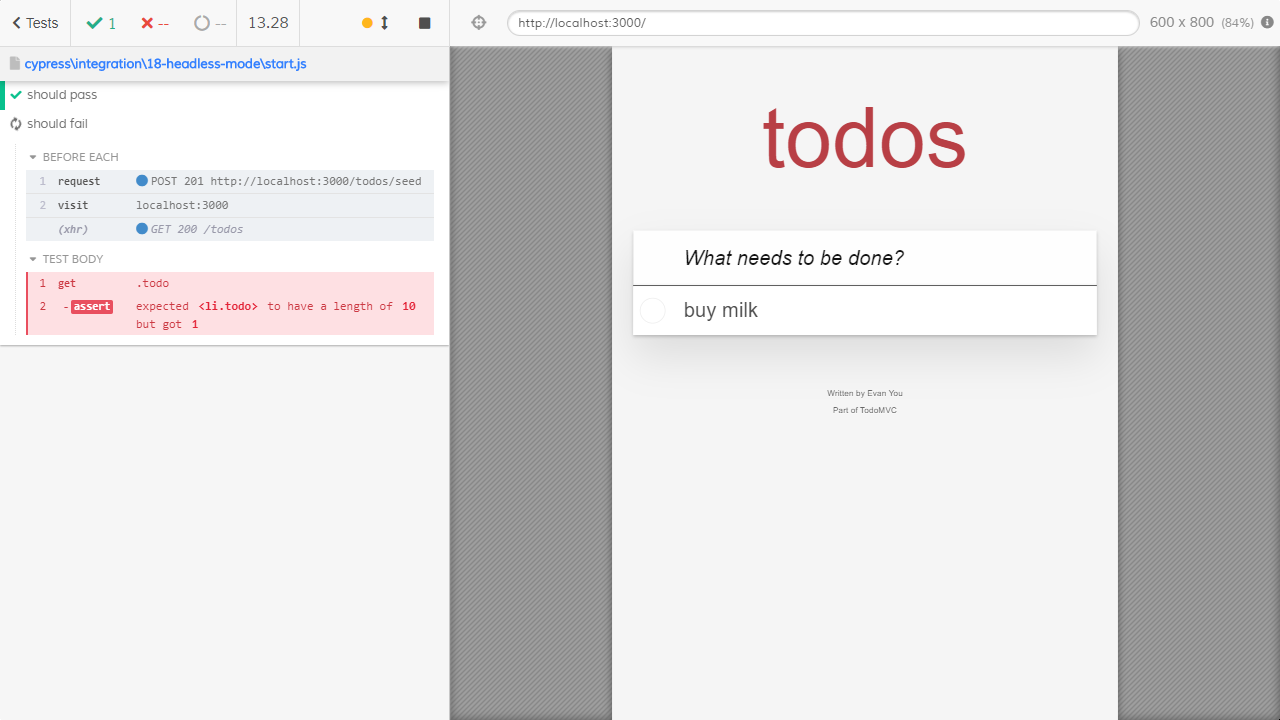 Tests
1
--
--
13.28
http://localhost:3000/
600 x 800 (84%)
cypress\integration\18-headless-mode\start.js
should pass
should fail
BEFORE EACH
1 request POST 201 http://localhost:3000/todos/seed
2 visit localhost:3000
(xhr) GET 200 /todos
TEST BODY
1 get .todo
2 -assert expected <li.todo> to have a length of 10
but got 1
todos
What needs to be done?
buy milk
Written by Evan You
Part of TodoMVC